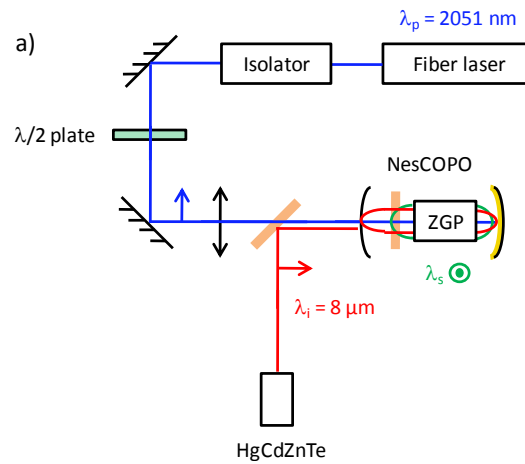 a)
λp = 2051 nm
Isolator
Fiber laser
λ/2 plate
NesCOPO
ZGP
λs
λi = 8 μm
HgCdZnTe